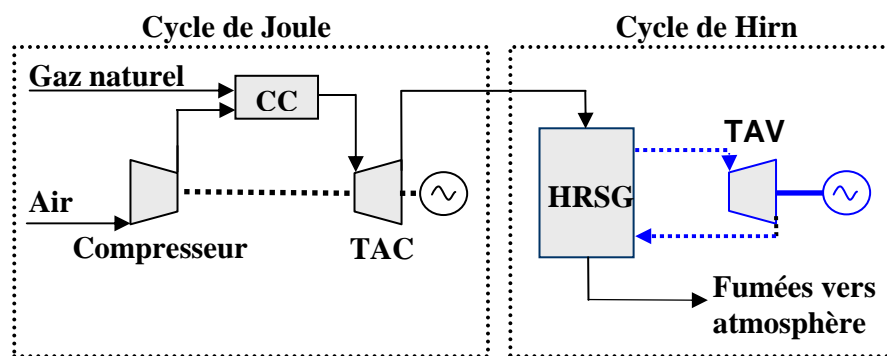 Cycle de Joule
Cycle de Hirn
Gaz naturel
CC
TAV
HRSG
Air
Compresseur
TAC
Fumées vers
atmosphère